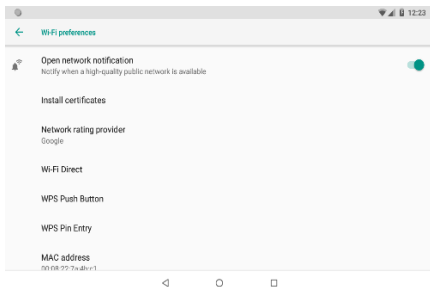 12:23
Wi-Fi preferences
Open network notification
Notify when a high-quality public network is available
Install certificates
Network rating provider
Google
Wi-Fi Direct
WPS Push Button
WPS Pin Entry
MAC address